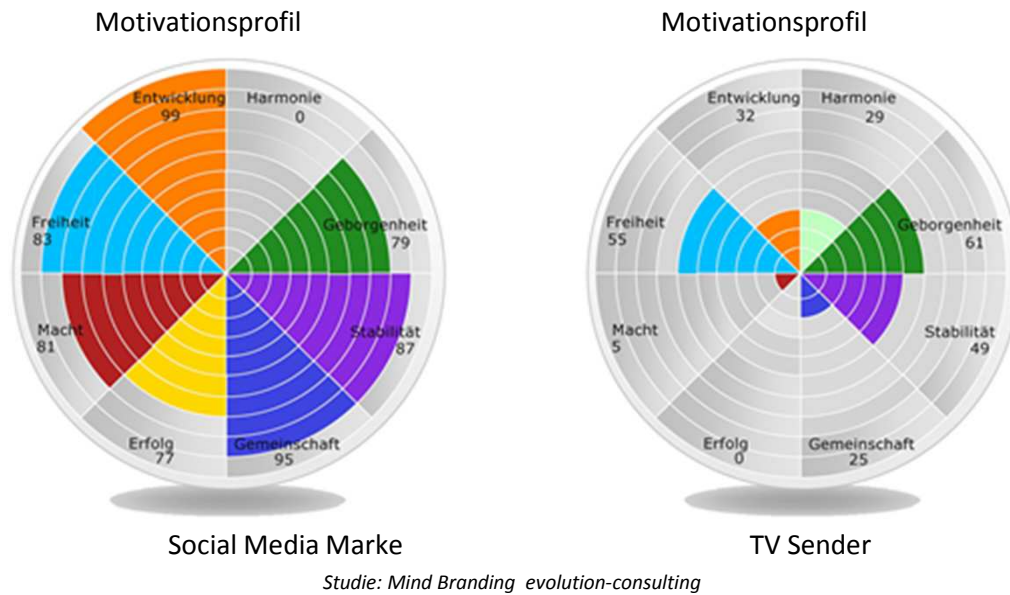 Motivationsprofil
Entwicklung
99
Harmonie
0
Freiheit
83
Geborgenheit
79
Macht
81
Stabilität
87
Erfolg
77
Gemeinschaft
95
Social Media Marke
Motivationsprofil
Entwicklung
32
Harmonie
29
Freiheit
55
Geborgenheit
61
Macht
5
Stabilität
49
Erfolg
0
Gemeinschaft
25
TV Sender
Studie: Mind Branding evolution-consulting